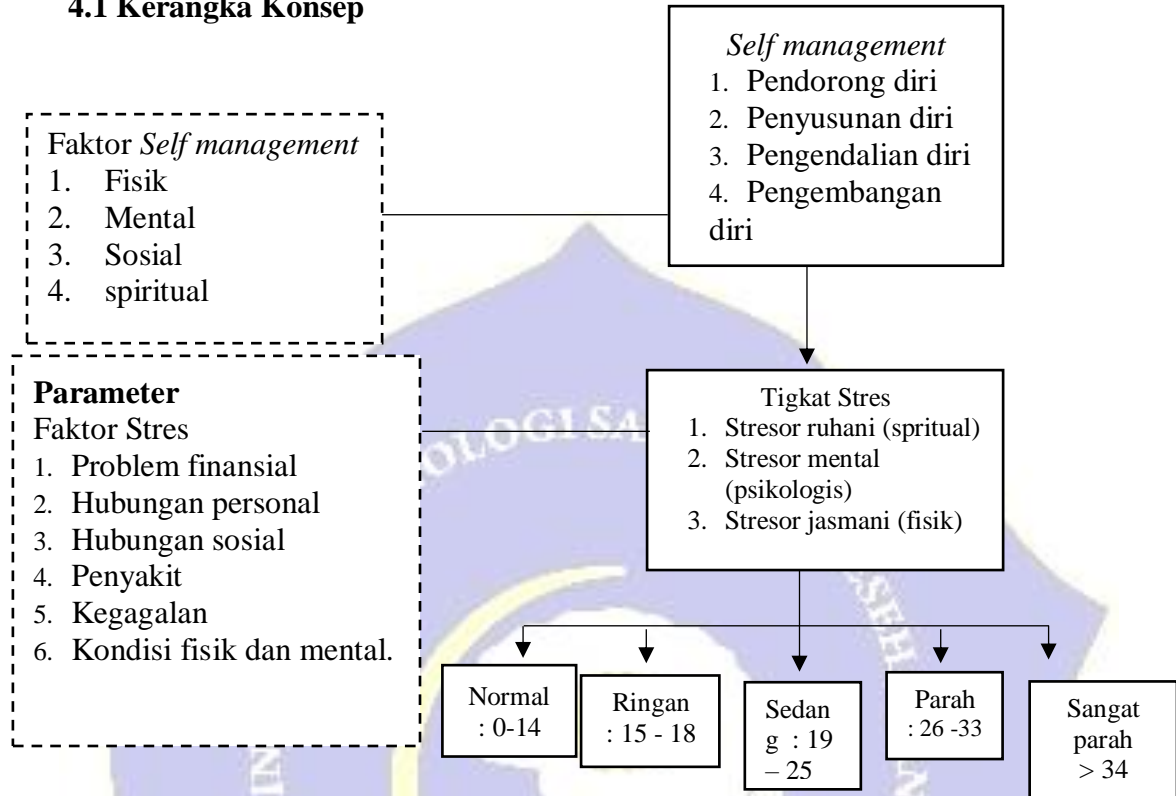 4.1 Kerangka Konsep
Self management
1. Pendorong diri
2. Penyusunan diri
3. Pengendalian diri
4. Pengembangan
diri
Faktor Self management
1. Fisik
2. Mental
3. Sosial
4. spiritual
Parameter
Faktor Stres
1. Problem finansial
2. Hubungan personal
3. Hubungan sosial
4. Penyakit
5. Kegagalan
6. Kondisi fisik dan mental.
Tigkat Stres
1. Stresor ruhani (spritual)
2. Stresor mental
(psikologis)
3. Stresor jasmani (fisik)
Normal
: 0-14
Ringan
: 15 - 18
Sedan
g : 19
– 25
Parah
: 26 -33
Sangat
parah
> 34